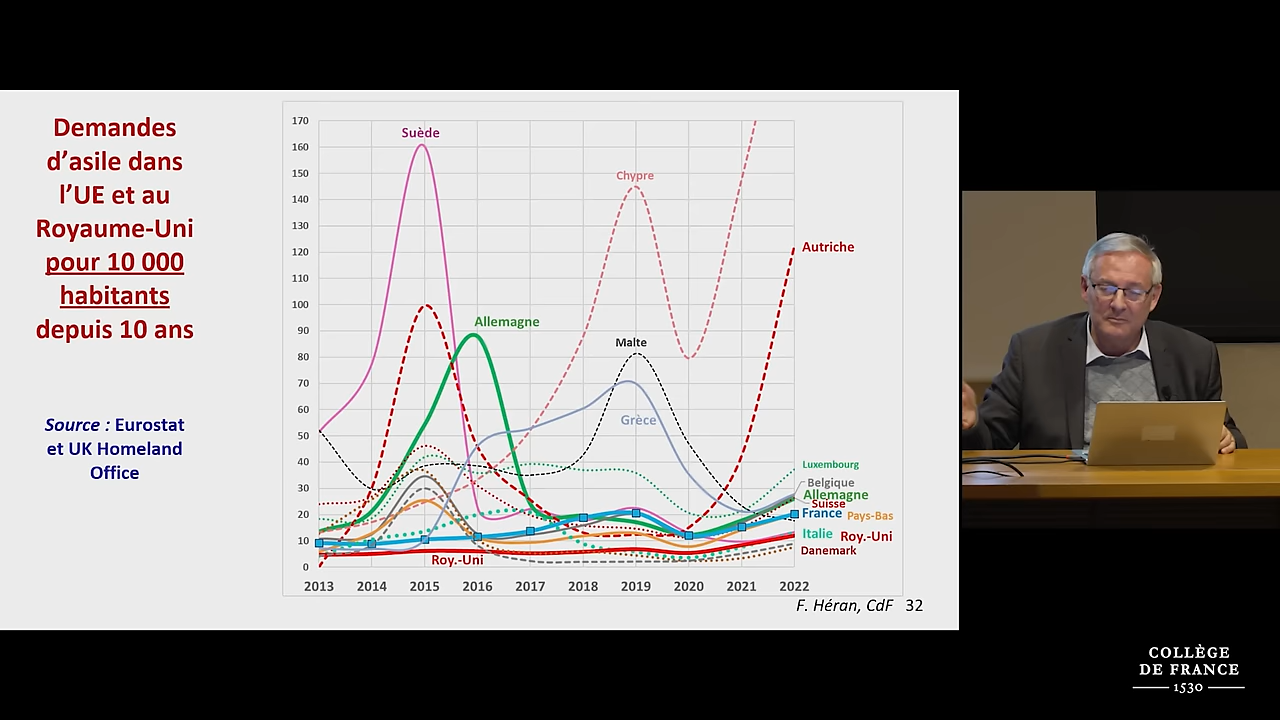 Demandes
d’asile dans
l’UE et au
Royaume-Uni
pour 10 000
habitants
depuis 10 ans
Source : Eurostat
et UK Homeland
Office
170
160
150
140
130
120
110
100
90
80
70
60
50
40
30
20
10
0
Suède
Chypre
Autriche
Allemagne
Malte
Grèce
Luxembourg
Belgique
Allemagne
Suisse
France Pays-Bas
Italie Roy.-Uni
Danemark
Roy.-Uni
2013 2014 2015 2016 2017 2018 2019 2020 2021 2022
F. Héran, CdF 32
COLLÈGE
DE FRANCE
1530